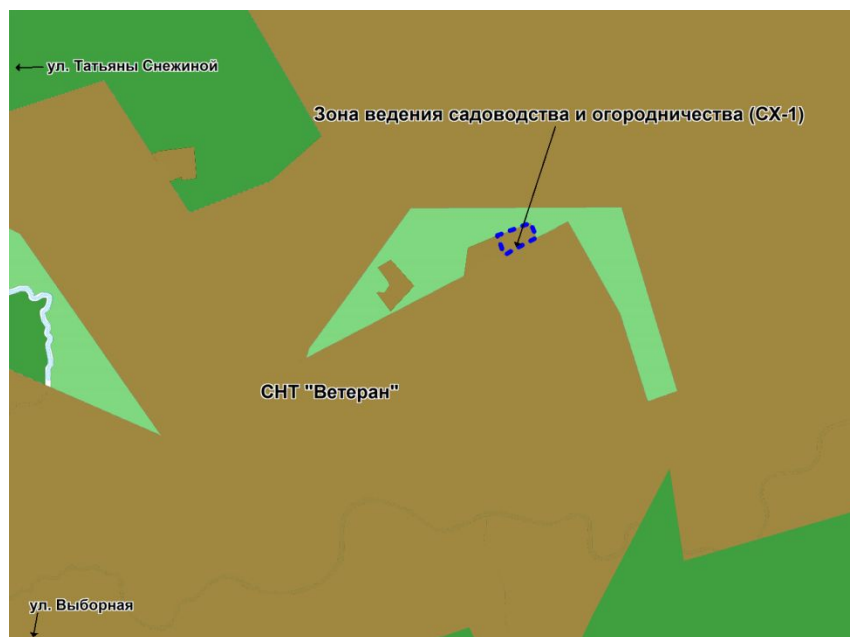 ул. Татьяны Снежиной
Зона ведения садоводства и огородничества (СХ-1)
СНТ "Ветеран"
ул. Выборная